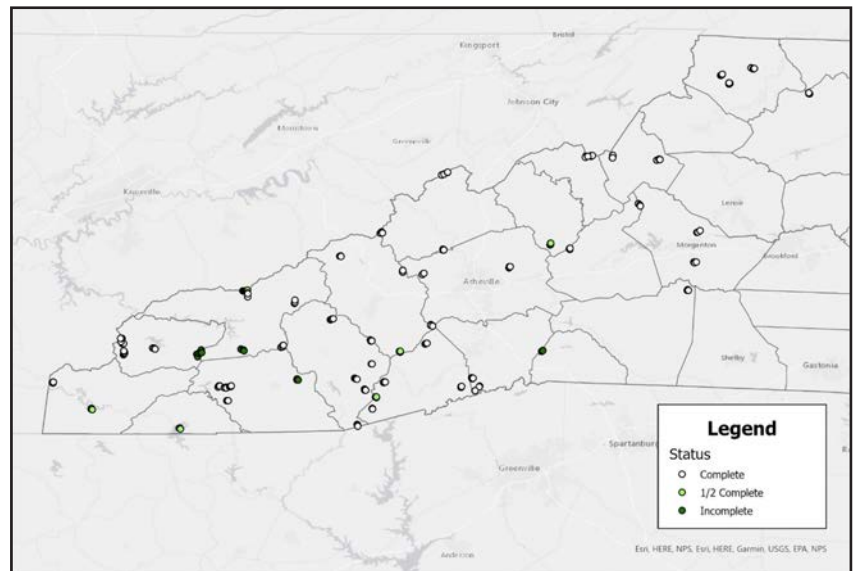 Bristol
Kingsport
Johnson City
Morristown
Greeneville
Knoxville
Lenoir
Morganton
Asheville
Shelby
Gastonia
Legend
Status
Complete
1/2 Complete
Incomplete
Spartanburg
Greenville
Anderson
Esri, HERE, NPS, Esri, HERE, Garmin, USGS, EPA, NPS